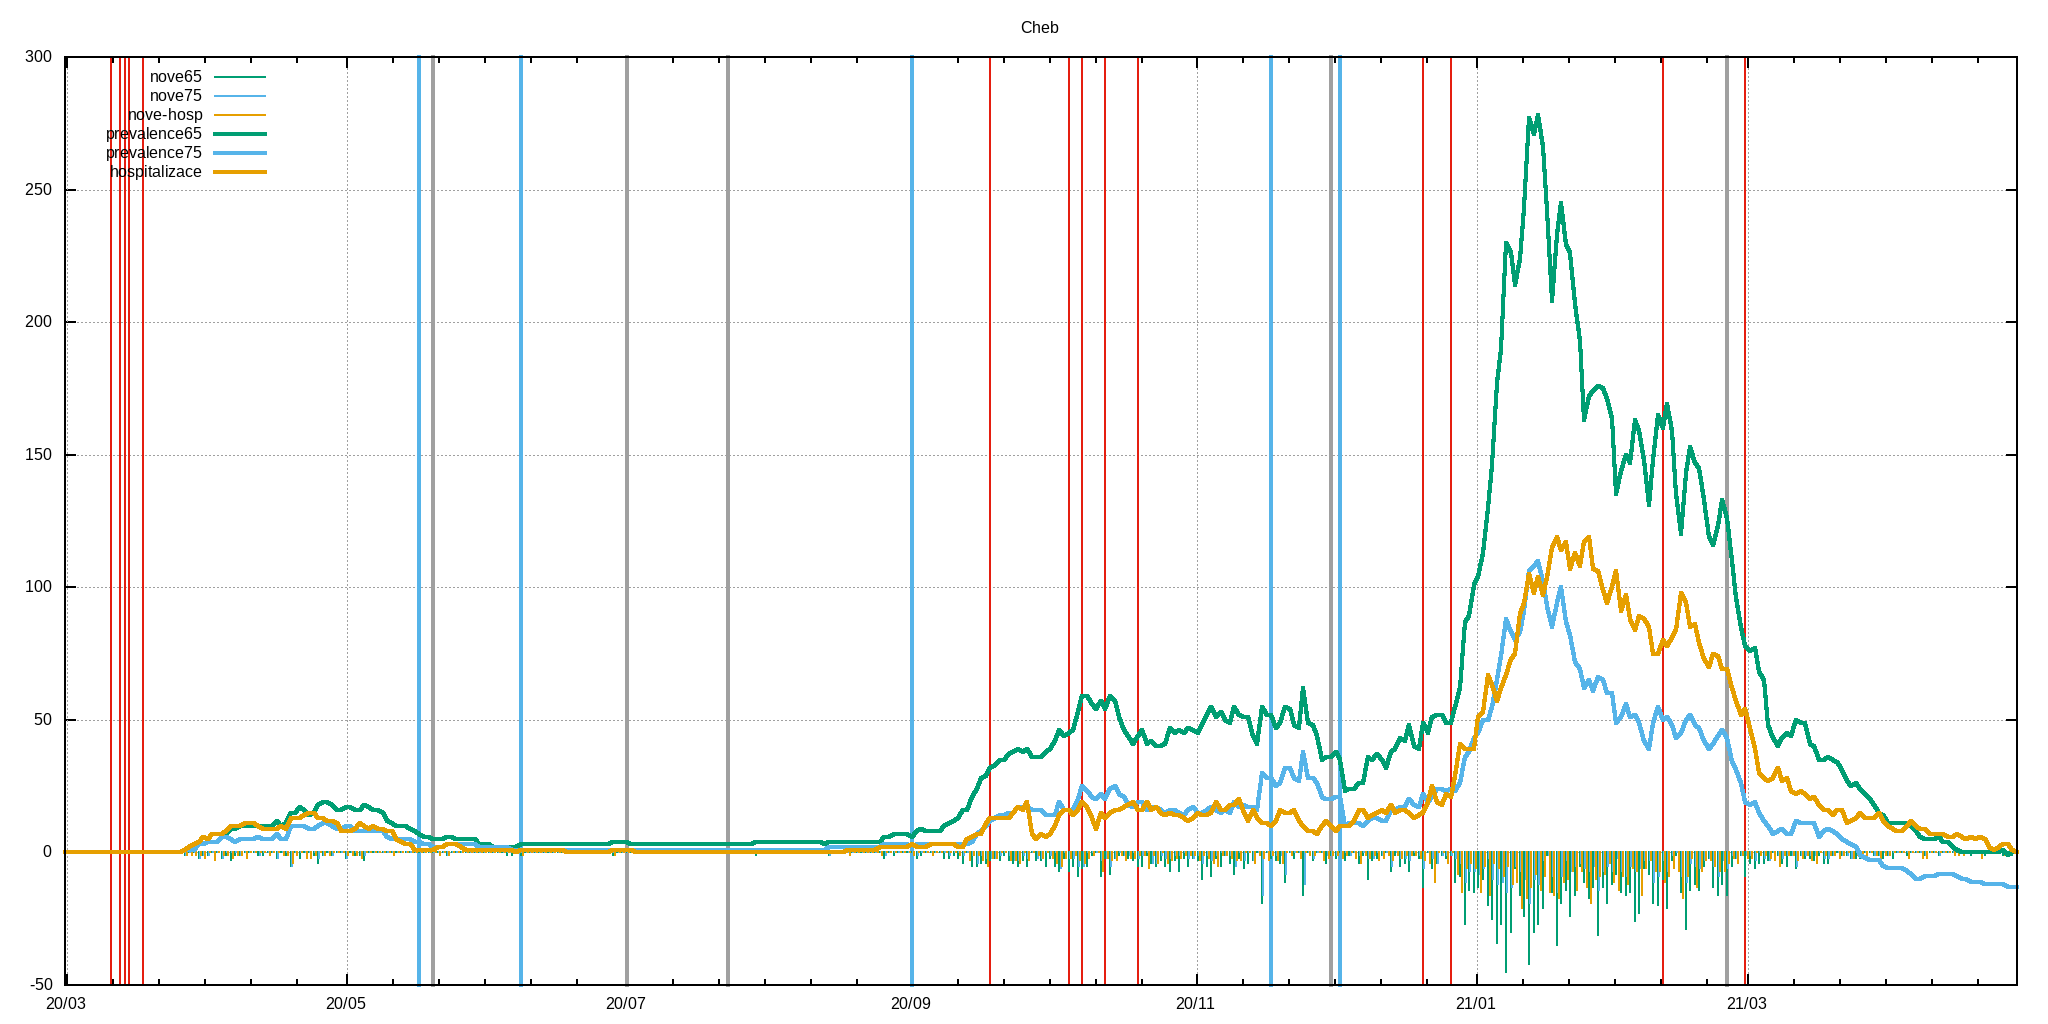 Cheb
300
nove65
nove75
nove-hosp
prevalence65
prevalence75
hospitalizace
250
200
150
100
50
0
-50
20/03 20/05 20/07 20/09 20/11 21/01 21/03